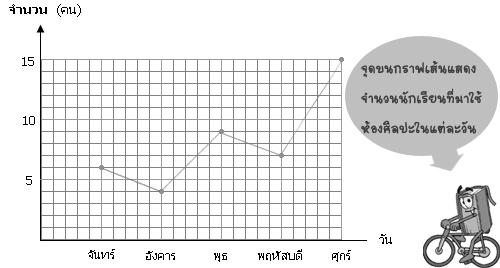 จำนวน (คน)
15
10
5
จันทร์ อังคาร พุธ พฤหัสบดี ศุกร์
วัน
จุดบนกราฟเส้นแสดง
จำนวนนักเรียนที่มาใช้
ห้องศิลปะในแต่ละวัน